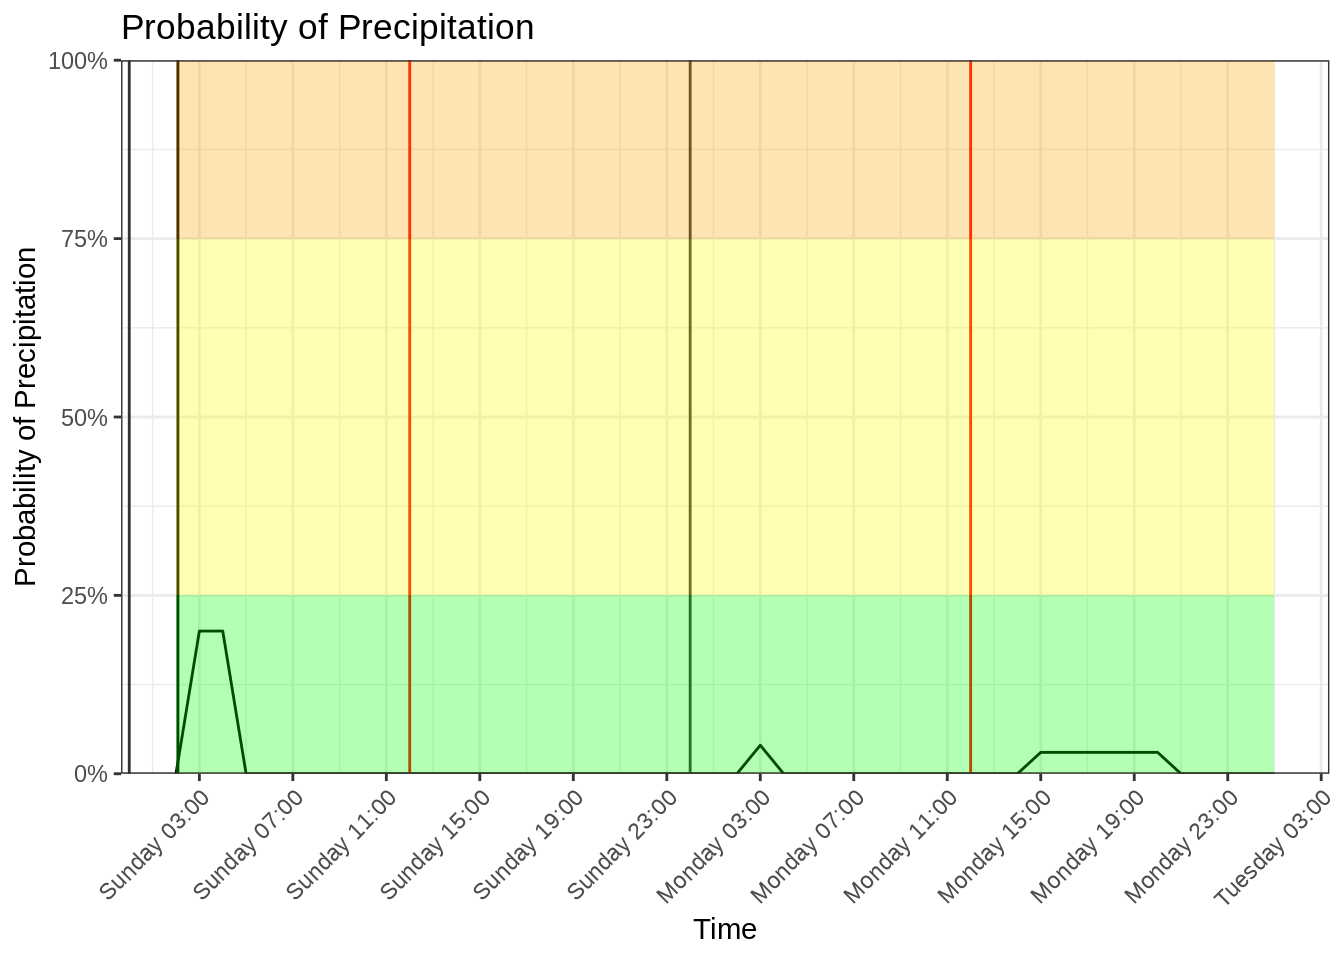 Probability of Precipitation
Probability of Precipitation
100%
75%
50%
25%
0%
Sunday 03:00
Sunday 07:00
Sunday 11:00
Sunday 15:00
Sunday 19:00
Sunday 23:00
Monday 03:00
Monday 07:00
Monday 11:00
Monday 15:00
Monday 19:00
Monday 23:00
Tuesday 03:00
Time